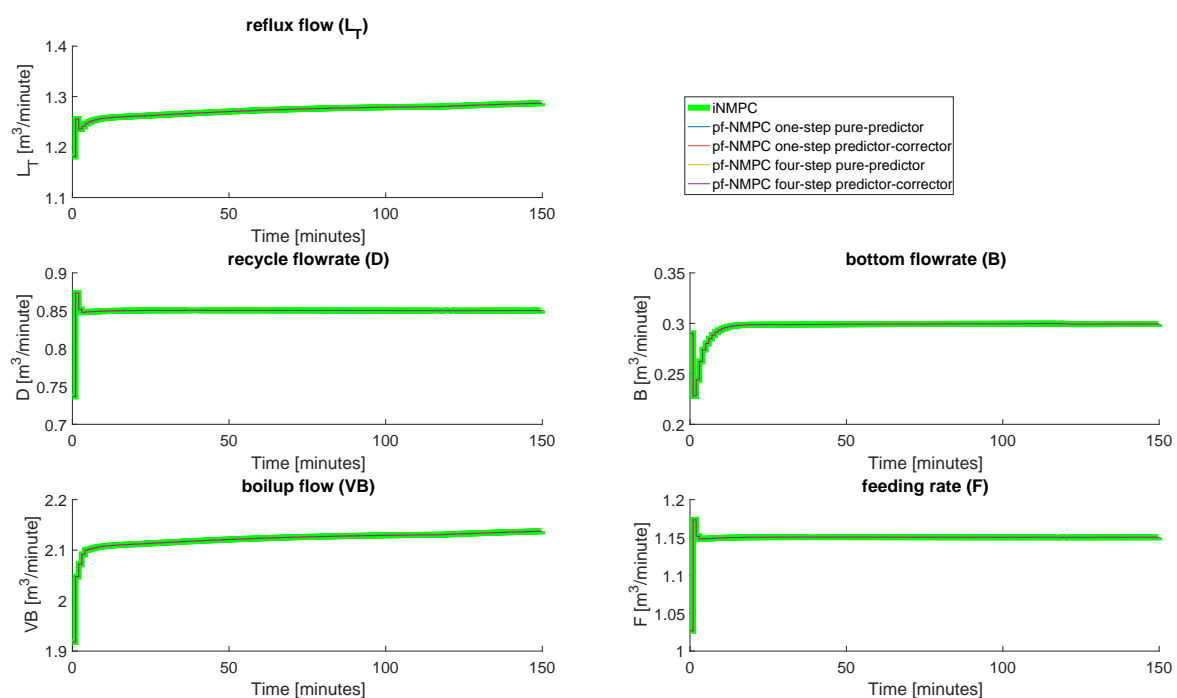 reflux flow (L_T)
1.4
1.3
1.2
1.1
L_T [m³/minute]
0
50
100
150
Time [minutes]
iNMPC
pf-NMPC one-step pure-predictor
pf-NMPC one-step predictor-corrector
pf-NMPC four-step pure-predictor
pf-NMPC four-step predictor-corrector
recycle flowrate (D)
0.9
0.85
0.8
0.75
0.7
D [m³/minute]
0
50
100
150
Time [minutes]
bottom flowrate (B)
0.35
0.3
0.25
0.2
B [m³/minute]
0
50
100
150
Time [minutes]
boilup flow (VB)
2.2
2.1
2
1.9
VB [m³/minute]
0
50
100
150
Time [minutes]
feeding rate (F)
1.2
1.15
1.1
1.05
1
F [m³/minute]
0
50
100
150
Time [minutes]